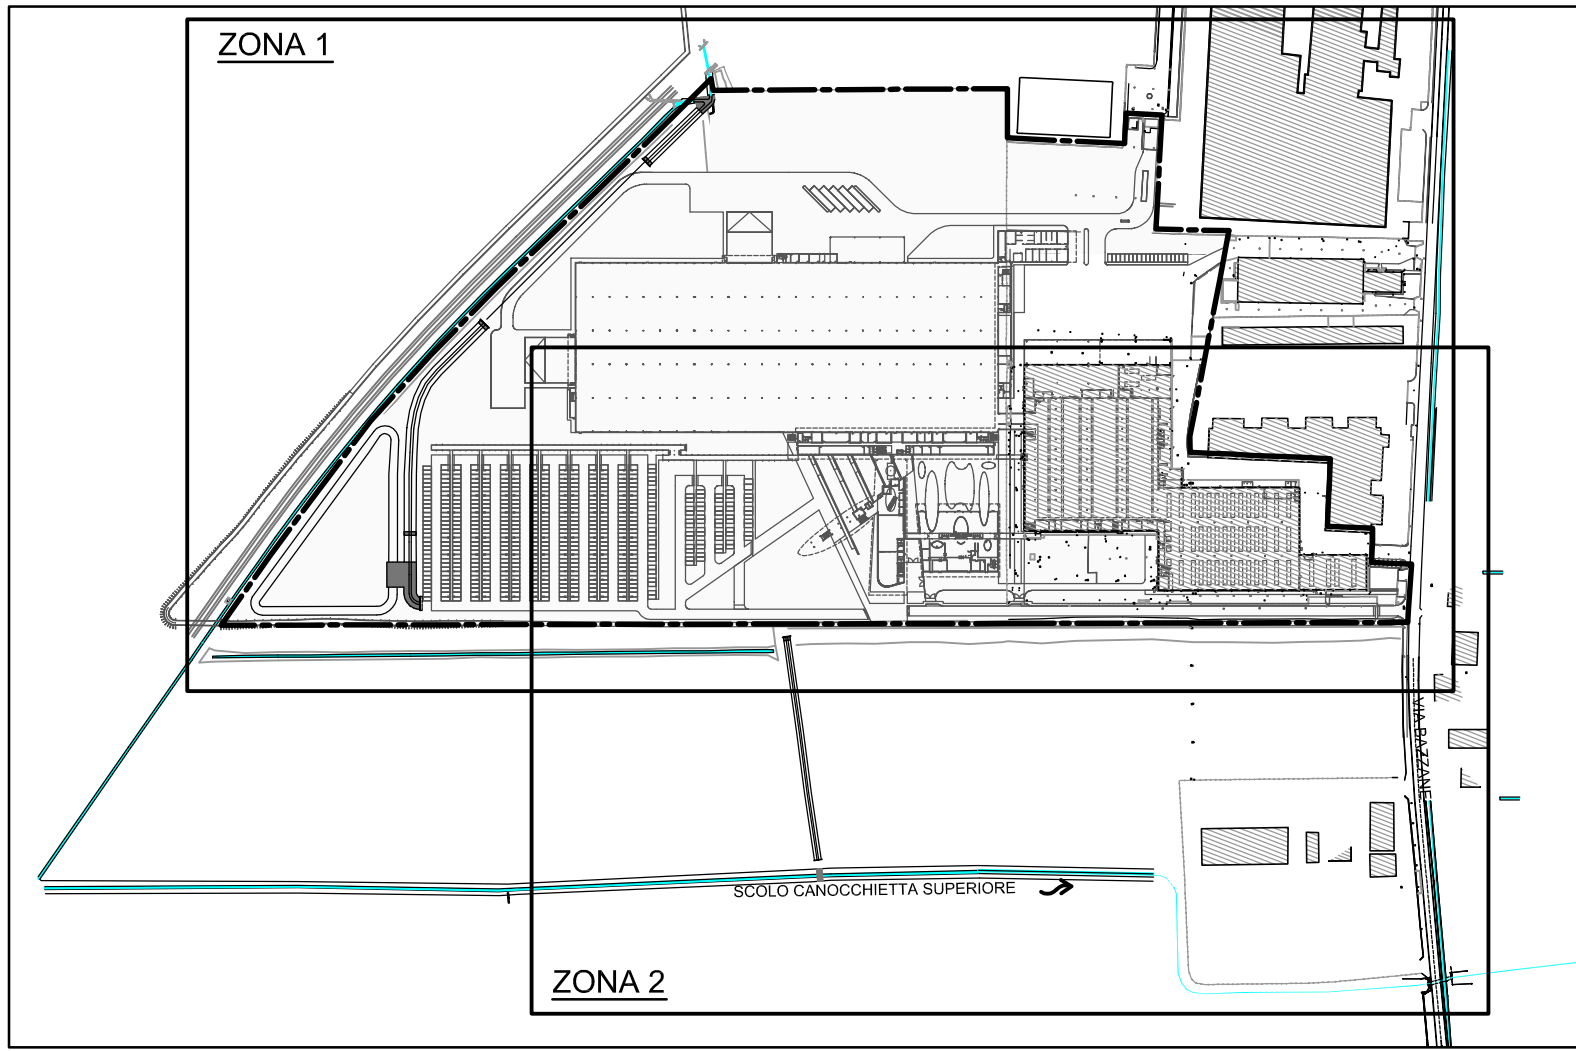 ZONA 1
VIA BAZZANE
SCOLO CANOCCHIETTA SUPERIORE
ZONA 2